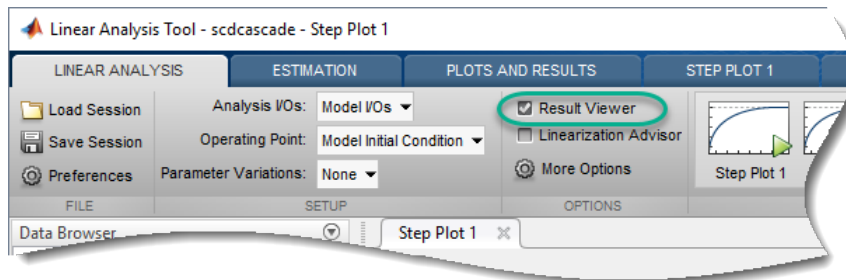 Linear Analysis Tool - scdcascade - Step Plot 1
LINEAR ANALYSIS ESTIMATION PLOTS AND RESULTS STEP PLOT 1
Load Session Analysis I/Os: Model I/Os Result Viewer
Save Session Operating Point: Model Initial Condition Linearization Advisor
Preferences Parameter Variations: None More Options Step Plot 1
FILE SETUP OPTIONS
Data Browser Step Plot 1